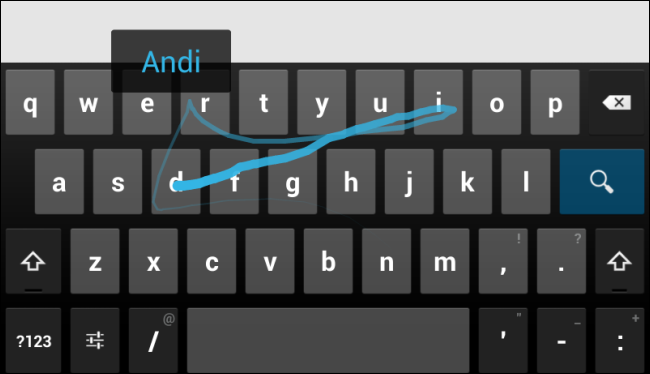 Andi
q w e r t y u i o p
a s d f g h j k l
z x c v b n m , ! . ?
?123 / @ ' " - _ : +